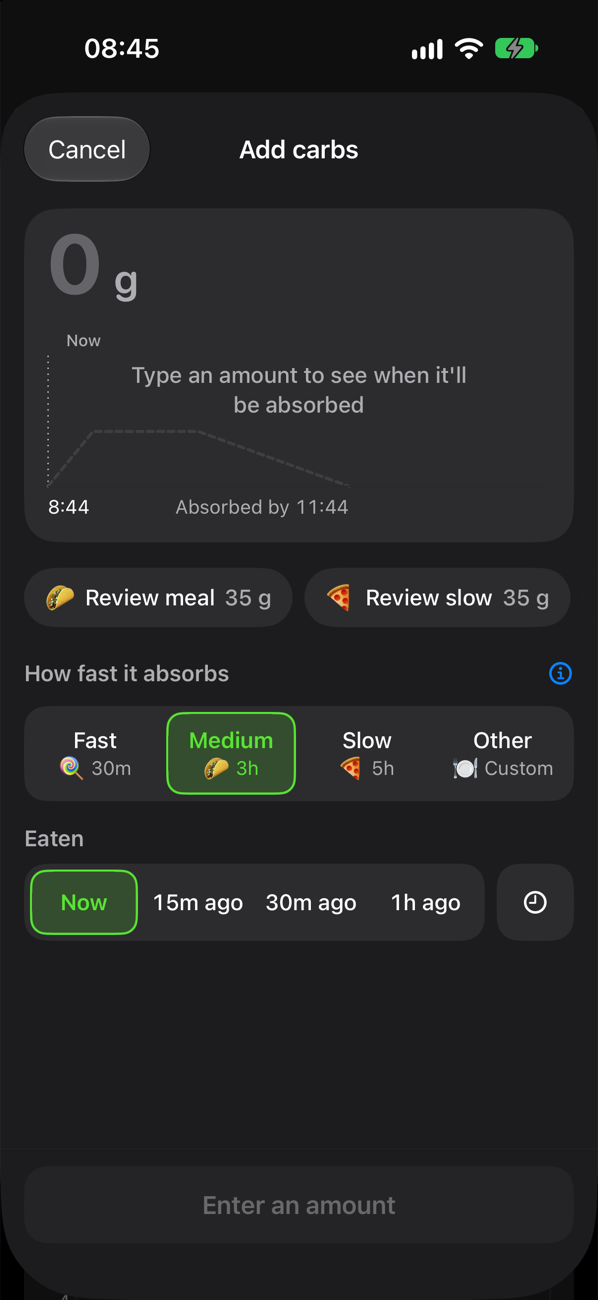 08:45
Cancel
Add carbs
0 g
Now
Type an amount to see when it'll
be absorbed
8:44
Absorbed by 11:44
Review meal 35 g
Review slow 35 g
How fast it absorbs
Fast
30m
Medium
3h
Slow
5h
Other
Custom
Eaten
Now
15m ago
30m ago
1h ago
Enter an amount